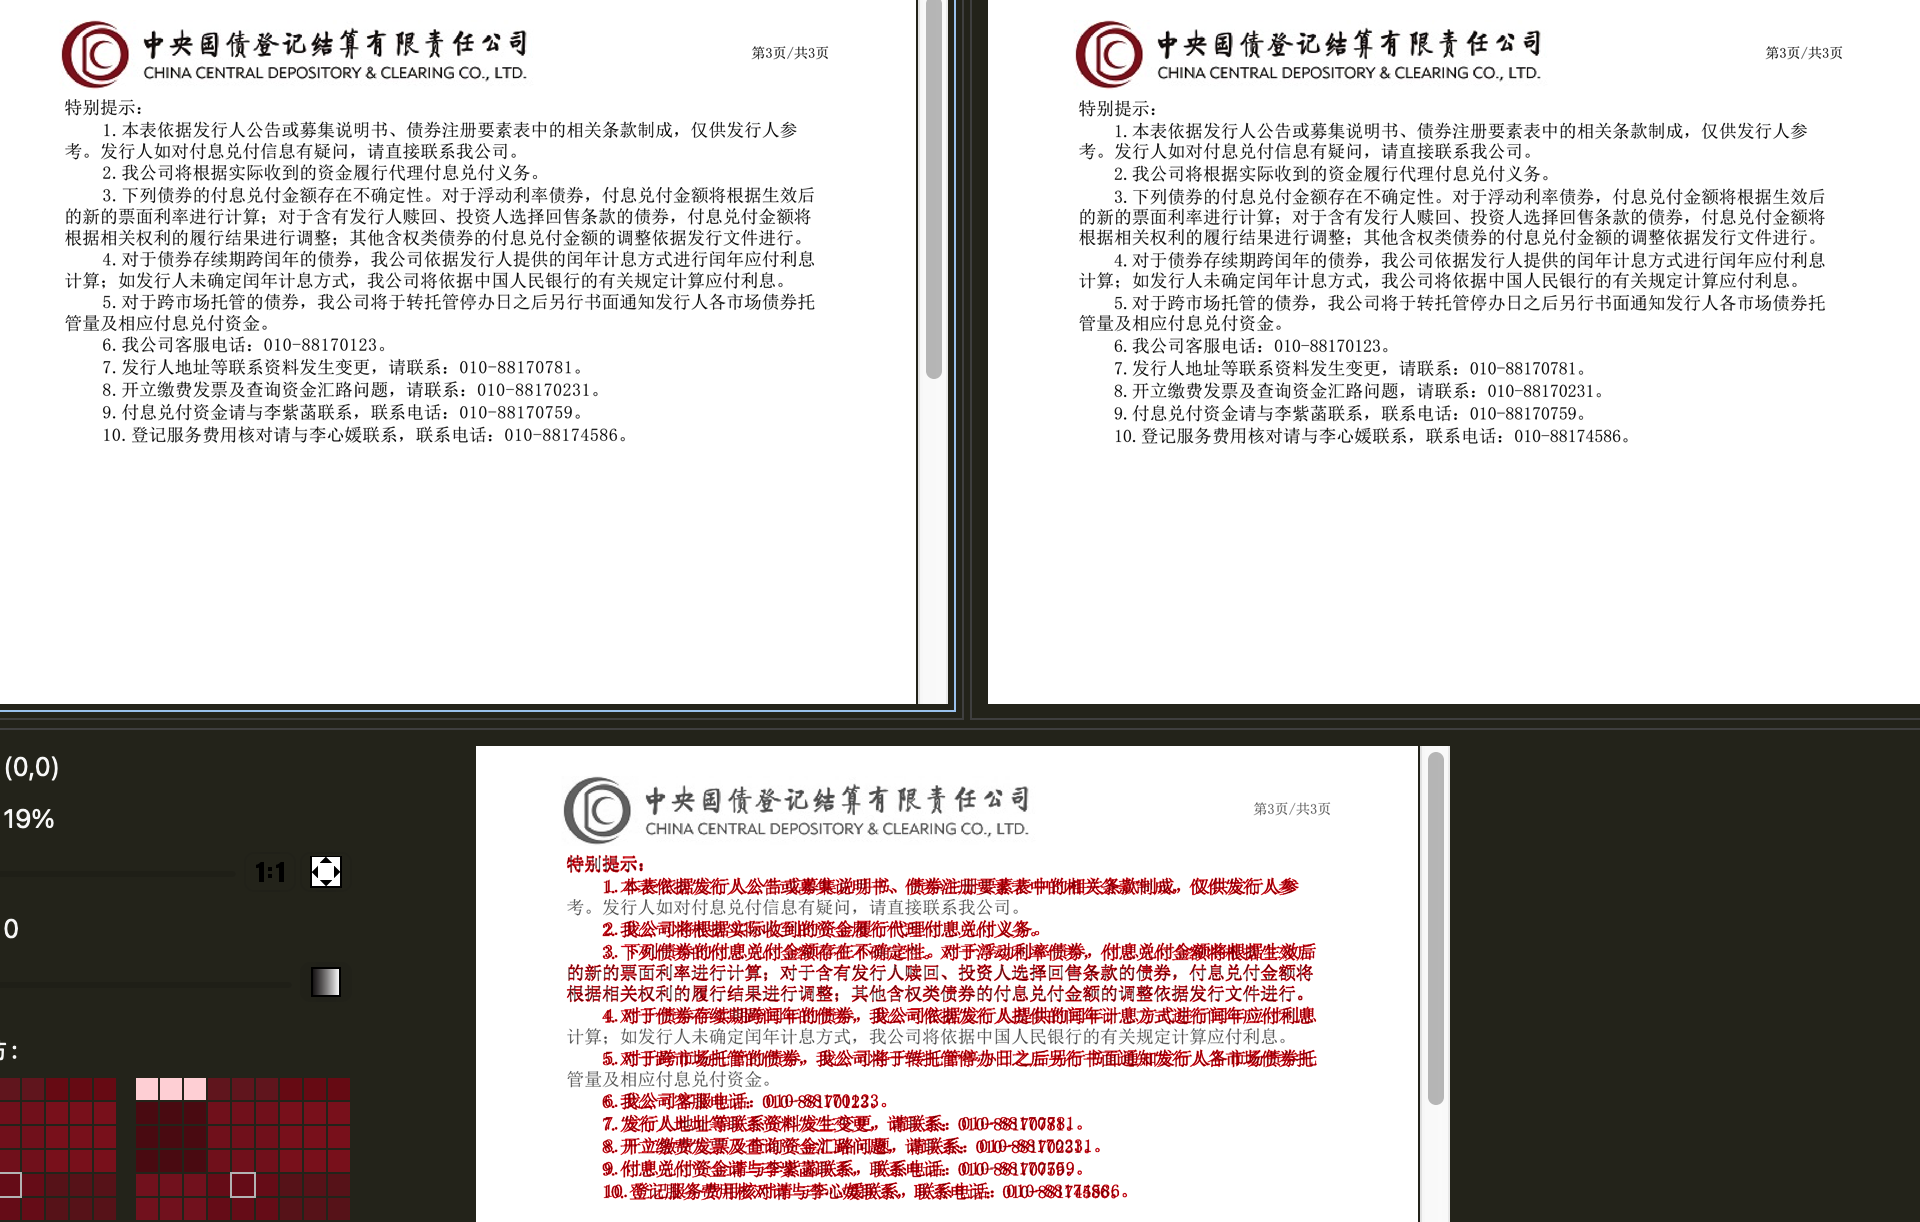 中央国债登记结算有限责任公司
CHINA CENTRAL DEPOSITORY & CLEARING CO., LTD.
第3页/共3页
特别提示：
1. 本表依据发行人公告或募集说明书、债券注册要素表中的相关条款制成，仅供发行人参
考。发行人如对付息兑付信息有疑问，请直接联系我公司。
2. 我公司将根据实际收到的资金履行代理付息兑付义务。
3. 下列债券的付息兑付金额存在不确定性。对于浮动利率债券，付息兑付金额将根据生效后
的新的票面利率进行计算；对于含有发行人赎回、投资人选择回售条款的债券，付息兑付金额将
根据相关权利的履行结果进行调整；其他含权类债券的付息兑付金额的调整依据发行文件进行。
4. 对于债券存续期跨闰年的债券，我公司依据发行人提供的闰年计息方式进行闰年应付利息
计算；如发行人未确定闰年计息方式，我公司将依据中国人民银行的有关规定计算应付利息。
5. 对于跨市场托管的债券，我公司将于转托管停办日之后另行书面通知发行人各市场债券托
管量及相应付息兑付资金。
6. 我公司客服电话：010-88170123。
7. 发行人地址等联系资料发生变更，请联系：010-88170781。
8. 开立缴费发票及查询资金汇路问题，请联系：010-88170231。
9. 付息兑付资金请与李紫菡联系，联系电话：010-88170759。
10. 登记服务费用核对请与李心媛联系，联系电话：010-88174586。
中央国债登记结算有限责任公司
CHINA CENTRAL DEPOSITORY & CLEARING CO., LTD.
第3页/共3页
特别提示：
1. 本表依据发行人公告或募集说明书、债券注册要素表中的相关条款制成，仅供发行人参
考。发行人如对付息兑付信息有疑问，请直接联系我公司。
2. 我公司将根据实际收到的资金履行代理付息兑付义务。
3. 下列债券的付息兑付金额存在不确定性。对于浮动利率债券，付息兑付金额将根据生效后
的新的票面利率进行计算；对于含有发行人赎回、投资人选择回售条款的债券，付息兑付金额将
根据相关权利的履行结果进行调整；其他含权类债券的付息兑付金额的调整依据发行文件进行。
4. 对于债券存续期跨闰年的债券，我公司依据发行人提供的闰年计息方式进行闰年应付利息
计算；如发行人未确定闰年计息方式，我公司将依据中国人民银行的有关规定计算应付利息。
5. 对于跨市场托管的债券，我公司将于转托管停办日之后另行书面通知发行人各市场债券托
管量及相应付息兑付资金。
6. 我公司客服电话：010-88170123。
7. 发行人地址等联系资料发生变更，请联系：010-88170781。
8. 开立缴费发票及查询资金汇路问题，请联系：010-88170231。
9. 付息兑付资金请与李紫菡联系，联系电话：010-88170759。
10. 登记服务费用核对请与李心媛联系，联系电话：010-88174586。
(0,0)
19%
1:1
0
中央国债登记结算有限责任公司
CHINA CENTRAL DEPOSITORY & CLEARING CO., LTD.
第3页/共3页
特别提示：
1. 本表依据发行人公告或募集说明书、债券注册要素表中的相关条款制成，仅供发行人参
考。发行人如对付息兑付信息有疑问，请直接联系我公司。
2. 我公司将根据实际收到的资金履行代理付息兑付义务。
3. 下列债券的付息兑付金额存在不确定性。对于浮动利率债券，付息兑付金额将根据生效后
的新的票面利率进行计算；对于含有发行人赎回、投资人选择回售条款的债券，付息兑付金额将
根据相关权利的履行结果进行调整；其他含权类债券的付息兑付金额的调整依据发行文件进行。
4. 对于债券存续期跨闰年的债券，我公司依据发行人提供的闰年计息方式进行闰年应付利息
计算；如发行人未确定闰年计息方式，我公司将依据中国人民银行的有关规定计算应付利息。
5. 对于跨市场托管的债券，我公司将于转托管停办日之后另行书面通知发行人各市场债券托
管量及相应付息兑付资金。
6. 我公司客服电话：010-88170123。
7. 发行人地址等联系资料发生变更，请联系：010-88170781。
8. 开立缴费发票及查询资金汇路问题，请联系：010-88170231。
9. 付息兑付资金请与李紫菡联系，联系电话：010-88170759。
10. 登记服务费用核对请与李心媛联系，联系电话：010-88174586。